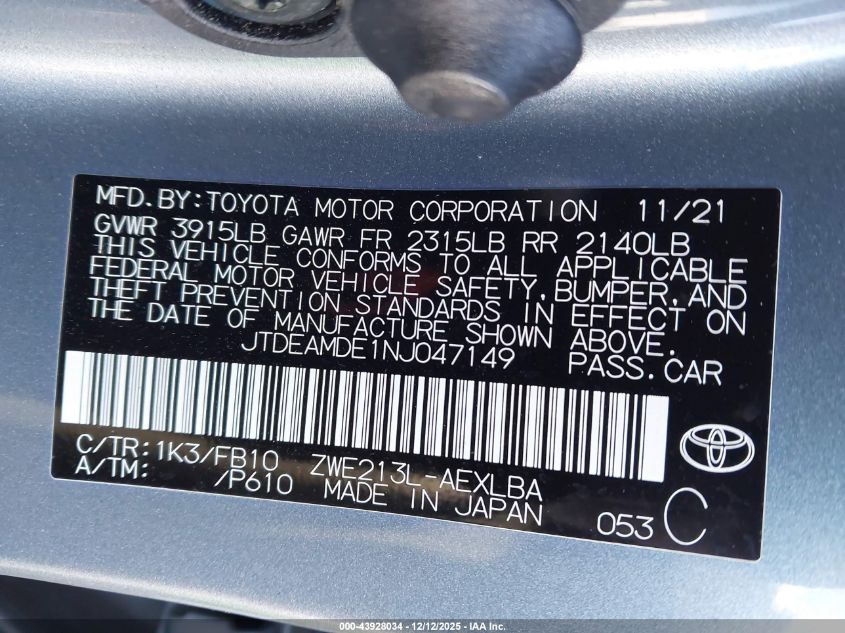 MFD.BY:TOYOTA MOTOR CORPORATION 11/21
GVWR 3915LB GAWR FR 2315LB RR 2140LB
THIS VEHICLE CONFORMS TO ALL APPLICABLE
FEDERAL MOTOR VEHICLE SAFETY,BUMPER,AND
THEFT PREVENTION STANDARDS IN EFFECT ON
THE DATE OF MANUFACTURE SHOWN ABOVE.
JTDEAMDE1NJ047149 PASS.CAR
C/TR:1K3/FB10 ZWE213L-AEXLBA
A/TM: /P610 MADE IN JAPAN 053 C
000-43928034 - 12/12/2025 - IAA Inc.